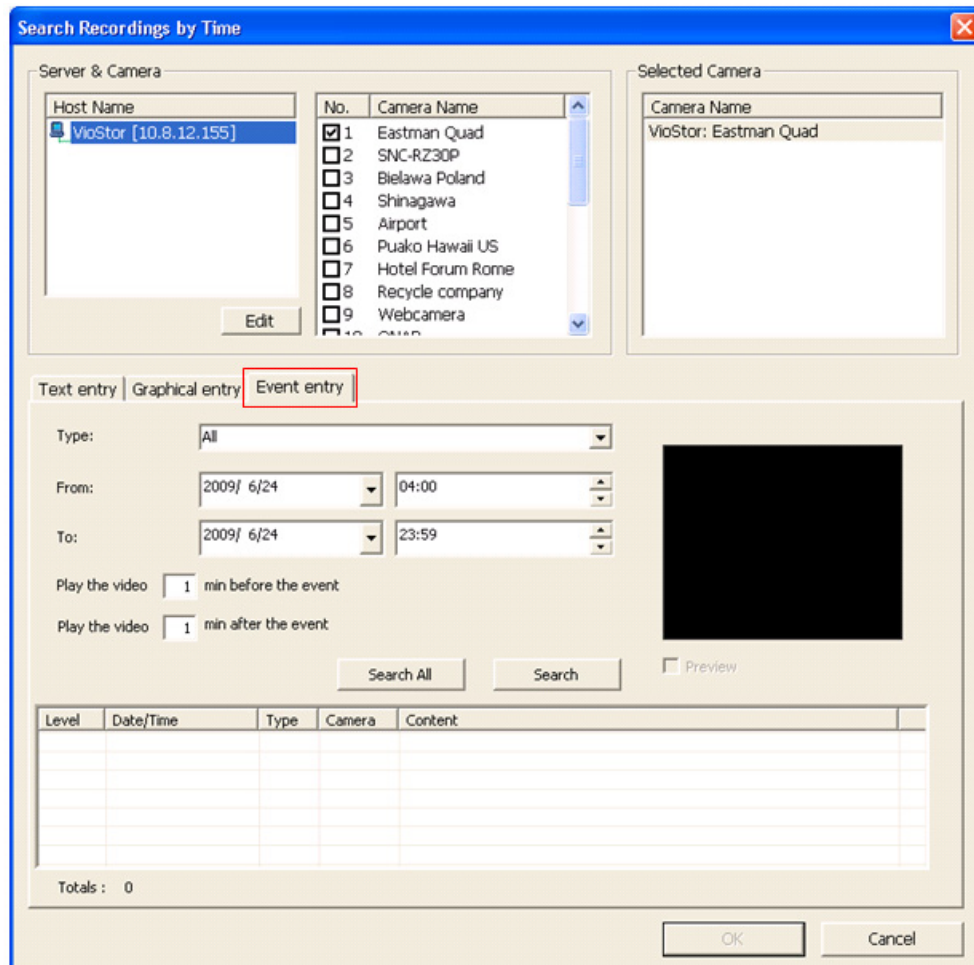 Search Recordings by Time
Server & Camera
Host Name
VioStor [10.8.12.155]
Edit
No. Camera Name
1 Eastman Quad
2 SNC-RZ30P
3 Bielawa Poland
4 Shinagawa
5 Airport
6 Puako Hawaii US
7 Hotel Forum Rome
8 Recycle company
9 Webcamera
Selected Camera
Camera Name
VioStor: Eastman Quad
Text entry Graphical entry Event entry
Type: All
From: 2009/ 6/24 04:00
To: 2009/ 6/24 23:59
Play the video 1 min before the event
Play the video 1 min after the event
Preview
Search All Search
Level Date/Time Type Camera Content
Totals : 0
OK Cancel